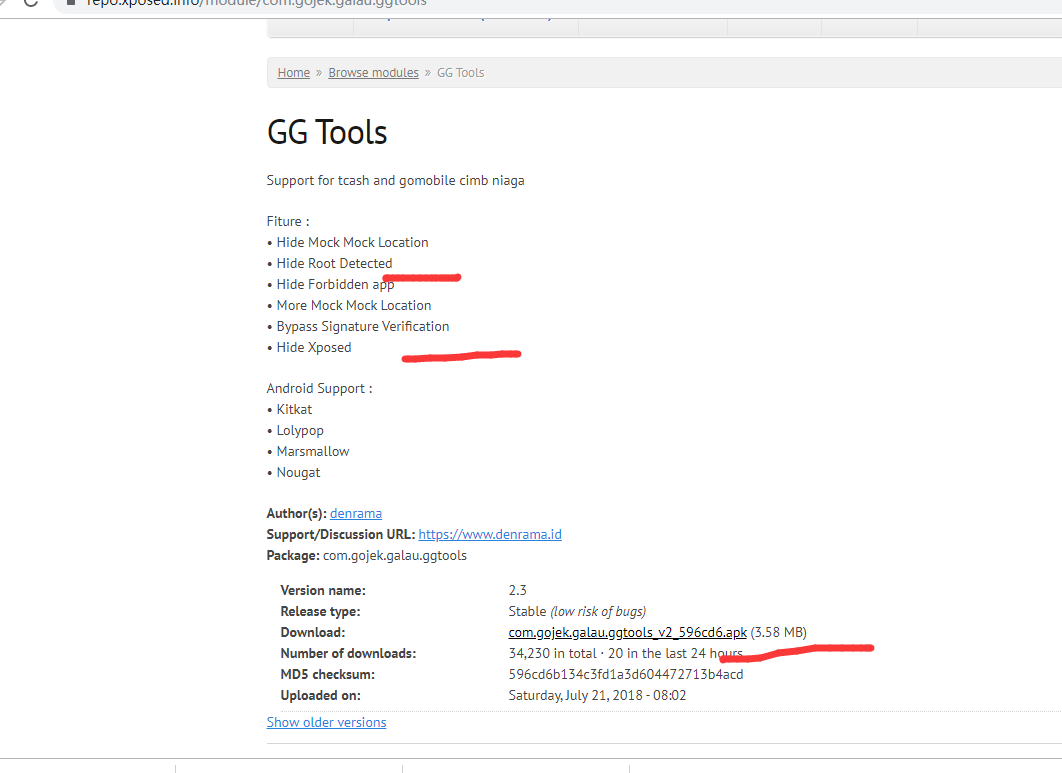 repo.xposed.info/module/com.gojek.galau.ggtools
Home » Browse modules » GG Tools
GG Tools
Support for tcash and gomobile cimb niaga
Fiture :
• Hide Mock Mock Location
• Hide Root Detected
• Hide Forbidden app
• More Mock Mock Location
• Bypass Signature Verification
• Hide Xposed
Android Support :
• Kitkat
• Lolypop
• Marsmallow
• Nougat
Author(s): denrama
Support/Discussion URL: https://www.denrama.id
Package: com.gojek.galau.ggtools
Version name: 2.3
Release type: Stable (low risk of bugs)
Download: com.gojek.galau.ggtools_v2_596cd6.apk (3.58 MB)
Number of downloads: 34,230 in total · 20 in the last 24 hours
MD5 checksum: 596cd6b134c3fd1a3d604472713b4acd
Uploaded on: Saturday, July 21, 2018 - 08:02
Show older versions